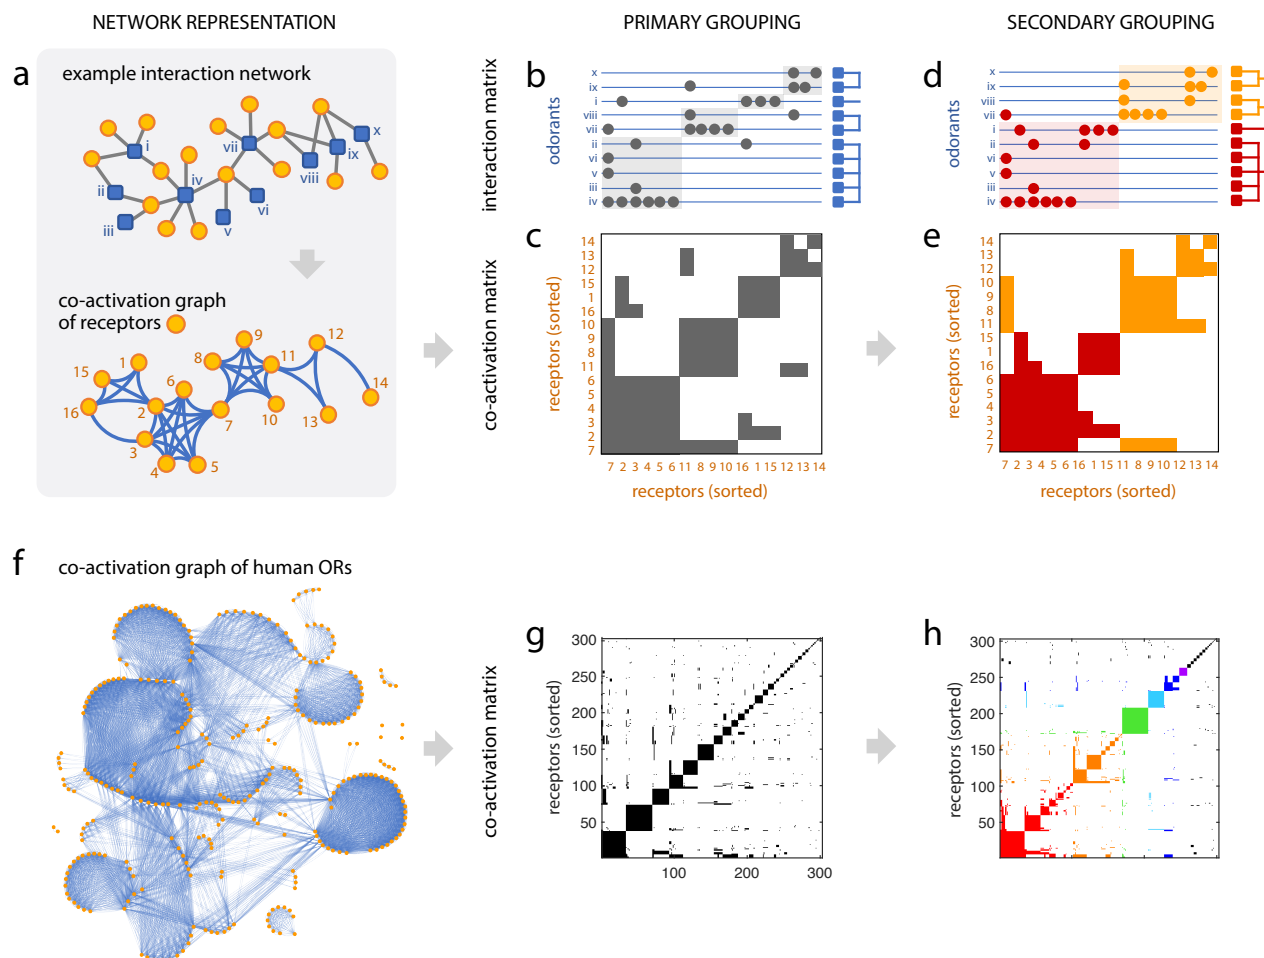 NETWORK REPRESENTATION
PRIMARY GROUPING
SECONDARY GROUPING
a
example interaction network
i
ii
iii
iv
v
vi
vii
viii
ix
x
co-activation graph
of receptors
1
2
3
4
5
6
7
8
9
10
11
12
13
14
15
16
interaction matrix
b
odorants
x
ix
i
viii
vii
ii
vi
v
iii
iv
d
odorants
x
ix
viii
vii
i
ii
vi
v
iii
iv
co-activation matrix
c
receptors (sorted)
14
13
12
15
1
16
10
9
8
11
6
5
4
3
2
7
7 2 3 4 5 6 11 8 9 10 16 1 15 12 13 14
receptors (sorted)
e
receptors (sorted)
14
13
12
10
9
8
11
15
1
16
6
5
4
3
2
7
7 2 3 4 5 6 16 1 15 11 8 9 10 12 13 14
receptors (sorted)
f
co-activation graph of human ORs
co-activation matrix
g
receptors (sorted)
300
250
200
150
100
50
100 200 300
h
receptors (sorted)
300
250
200
150
100
50